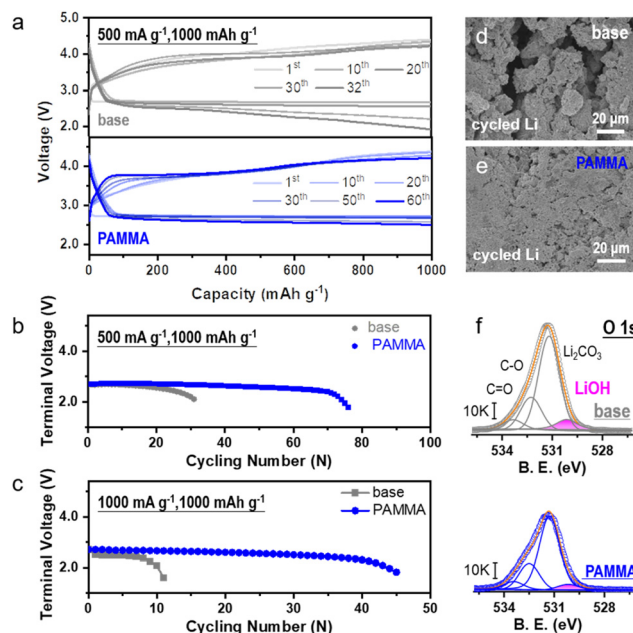 a
500 mA g⁻¹,1000 mAh g⁻¹
5.0
4.0
3.0
2.0
1st 10th 20th
30th 32th
base
4.0
3.0
2.0
1st 10th 20th
30th 50th 60th
PAMMA
0 200 400 600 800 1000
Voltage (V)
Capacity (mAh g⁻¹)
b
500 mA g⁻¹,1000 mAh g⁻¹
base
PAMMA
4.0
2.0
0 20 40 60 80 100
Terminal Voltage (V)
Cycling Number (N)
c
1000 mA g⁻¹,1000 mAh g⁻¹
base
PAMMA
4.0
2.0
0 10 20 30 40 50
Terminal Voltage (V)
Cycling Number (N)
d
base
cycled Li
20 µm
e
PAMMA
cycled Li
20 µm
f
O 1s
Li₂CO₃
C-O
C=O
LiOH
10K
base
534 531 528
B. E. (eV)
10K
PAMMA
534 531 528
B. E. (eV)